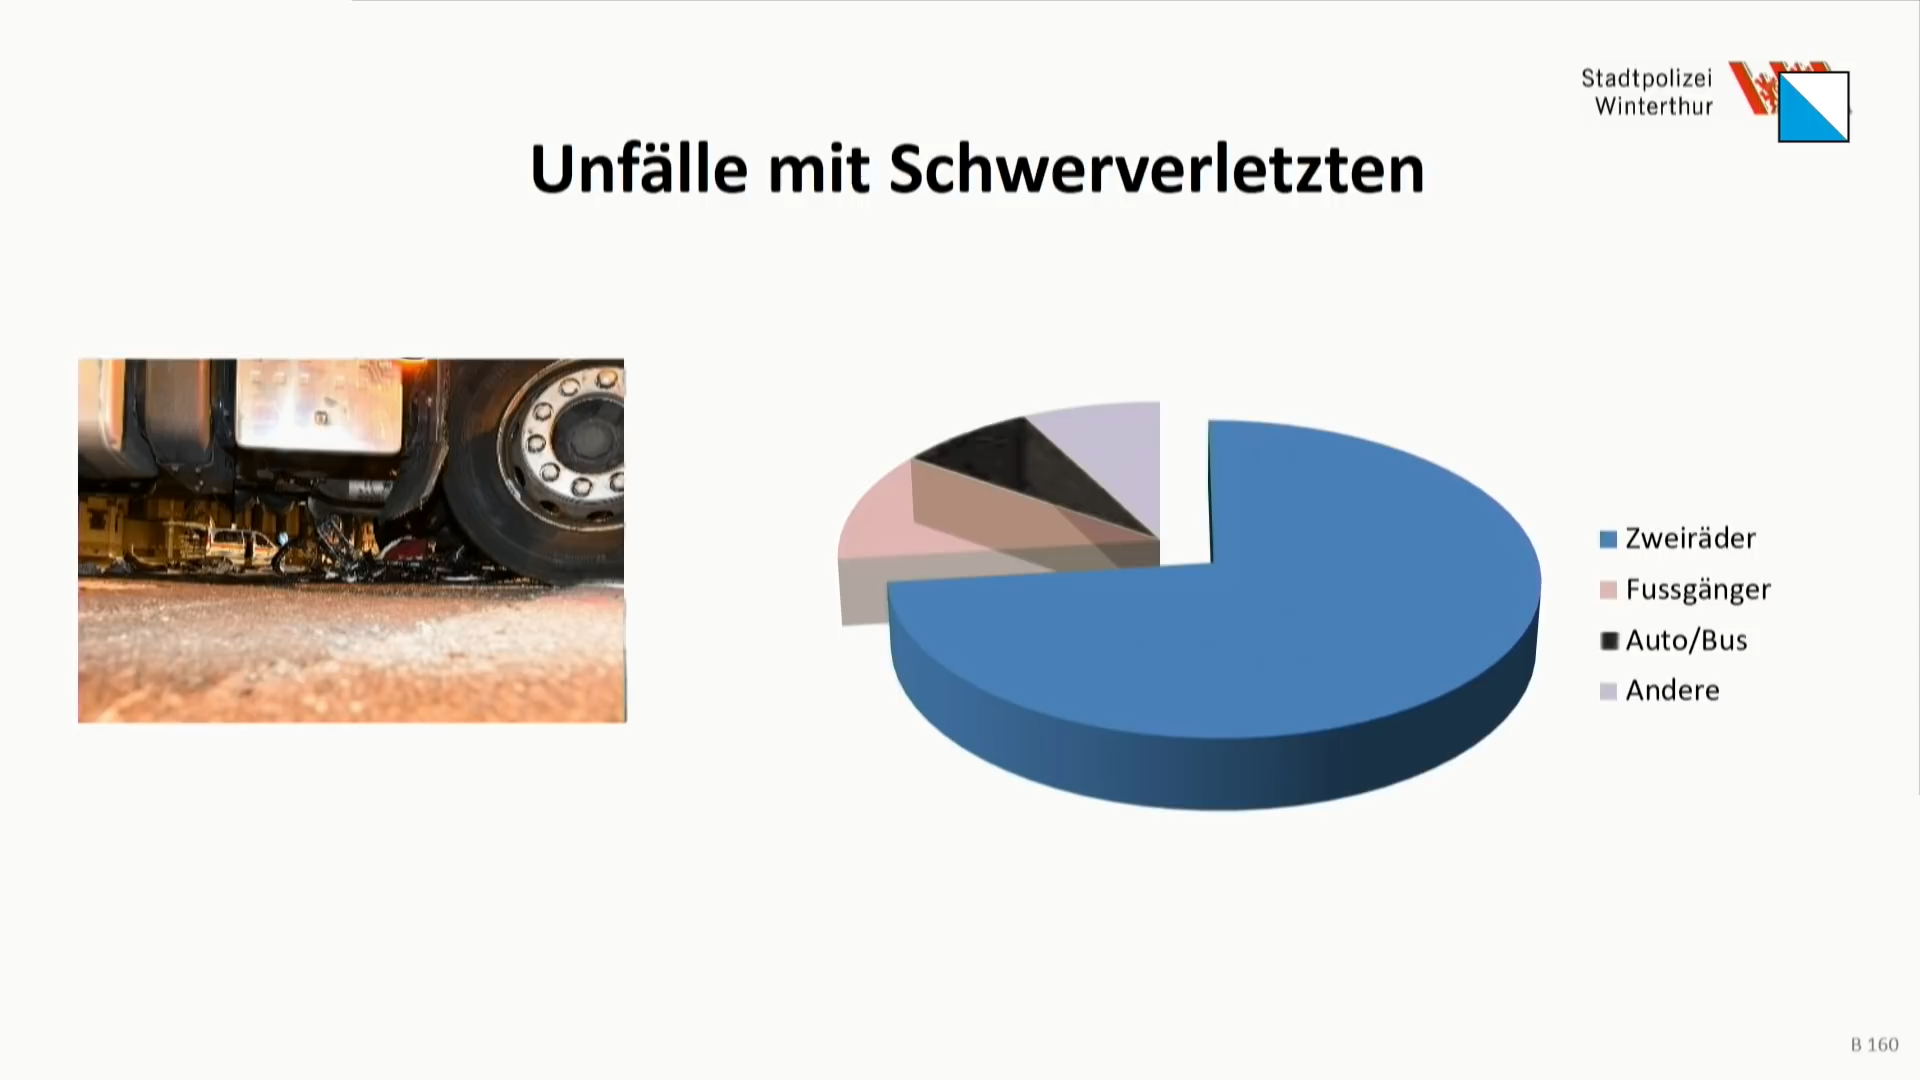 Stadtpolizei
Winterthur
Unfälle mit Schwerverletzten
Zweiräder
Fussgänger
Auto/Bus
Andere
B 160